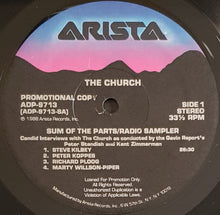 ARISTA
THE CHURCH
PROMOTIONAL COPY
ADP-9713
(ADP-9713-SA)
℗ 1988 Arista Records, Inc.
SIDE 1
STEREO
33⅓ RPM
SUM OF THE PARTS/RADIO SAMPLER
Candid Interviews with The Church as conducted by the Gavin Report's
Peter Standish and Kent Zimmerman
1. STEVE KILBEY 26:30
2. PETER KOPPES
3. RICHARD PLOOG
4. MARTY WILLSON-PIPER
Loaned For Promotion Only
All Rights Reserved
Unauthorized Duplication is a
Violation of Applicable Laws.